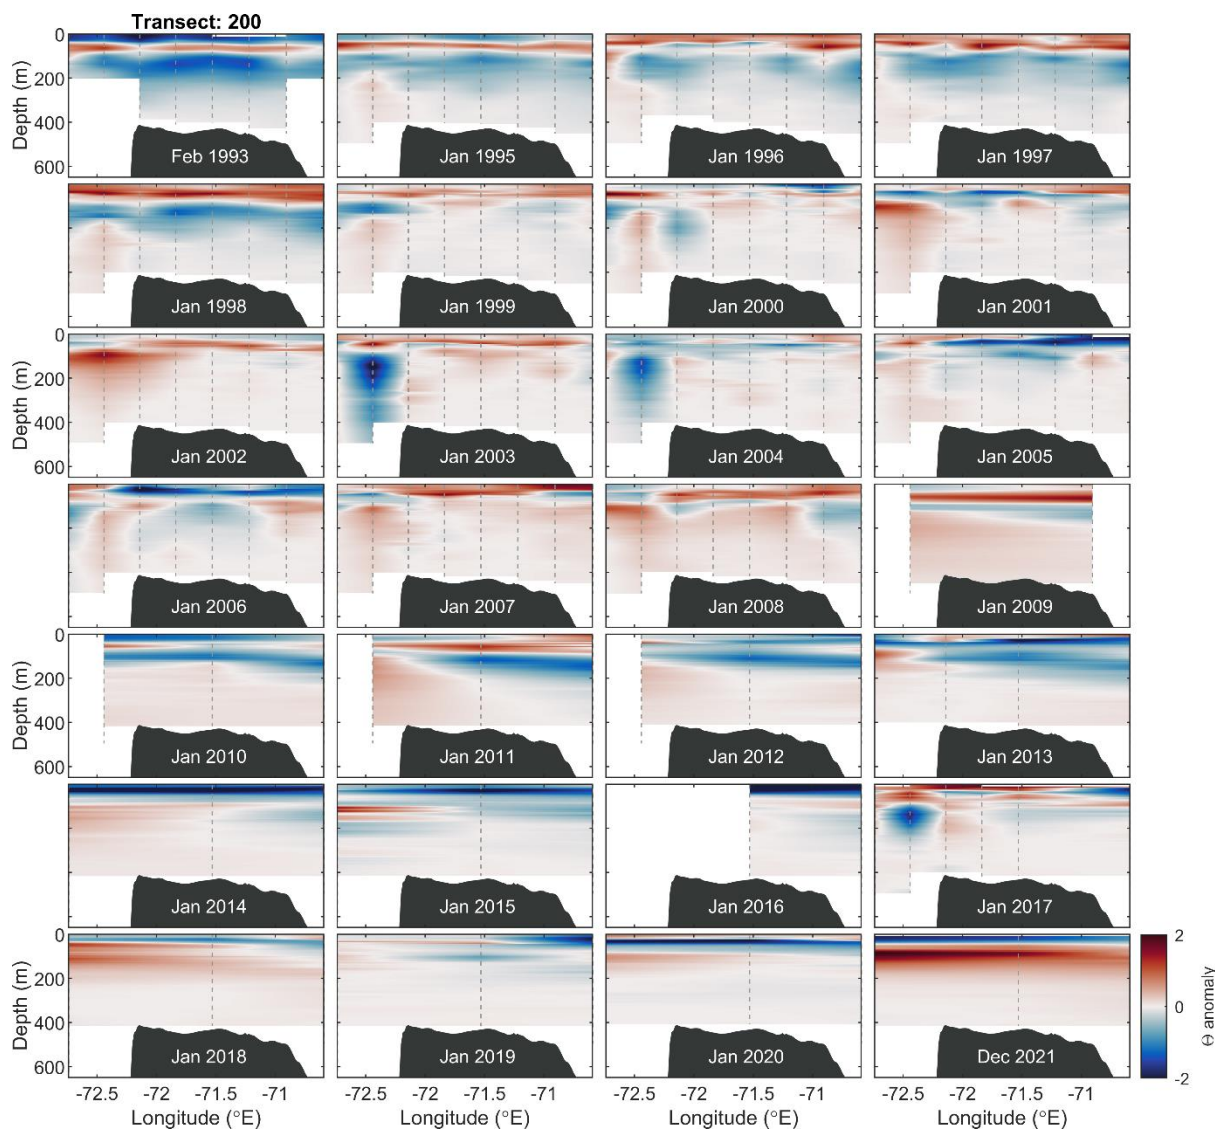 Transect: 200
0
200
400
600
Depth (m)
Feb 1993
Jan 1995
Jan 1996
Jan 1997
Jan 1998
Jan 1999
Jan 2000
Jan 2001
0
200
400
600
Depth (m)
Jan 2002
Jan 2003
Jan 2004
Jan 2005
Jan 2006
Jan 2007
Jan 2008
Jan 2009
0
200
400
600
Depth (m)
Jan 2010
Jan 2011
Jan 2012
Jan 2013
Jan 2014
Jan 2015
Jan 2016
Jan 2017
0
200
400
600
Depth (m)
Jan 2018
Jan 2019
Jan 2020
Dec 2021
2
0
-2
Θ anomaly
-72.5 -72 -71.5 -71
-72.5 -72 -71.5 -71
-72.5 -72 -71.5 -71
-72.5 -72 -71.5 -71
Longitude (°E)
Longitude (°E)
Longitude (°E)
Longitude (°E)